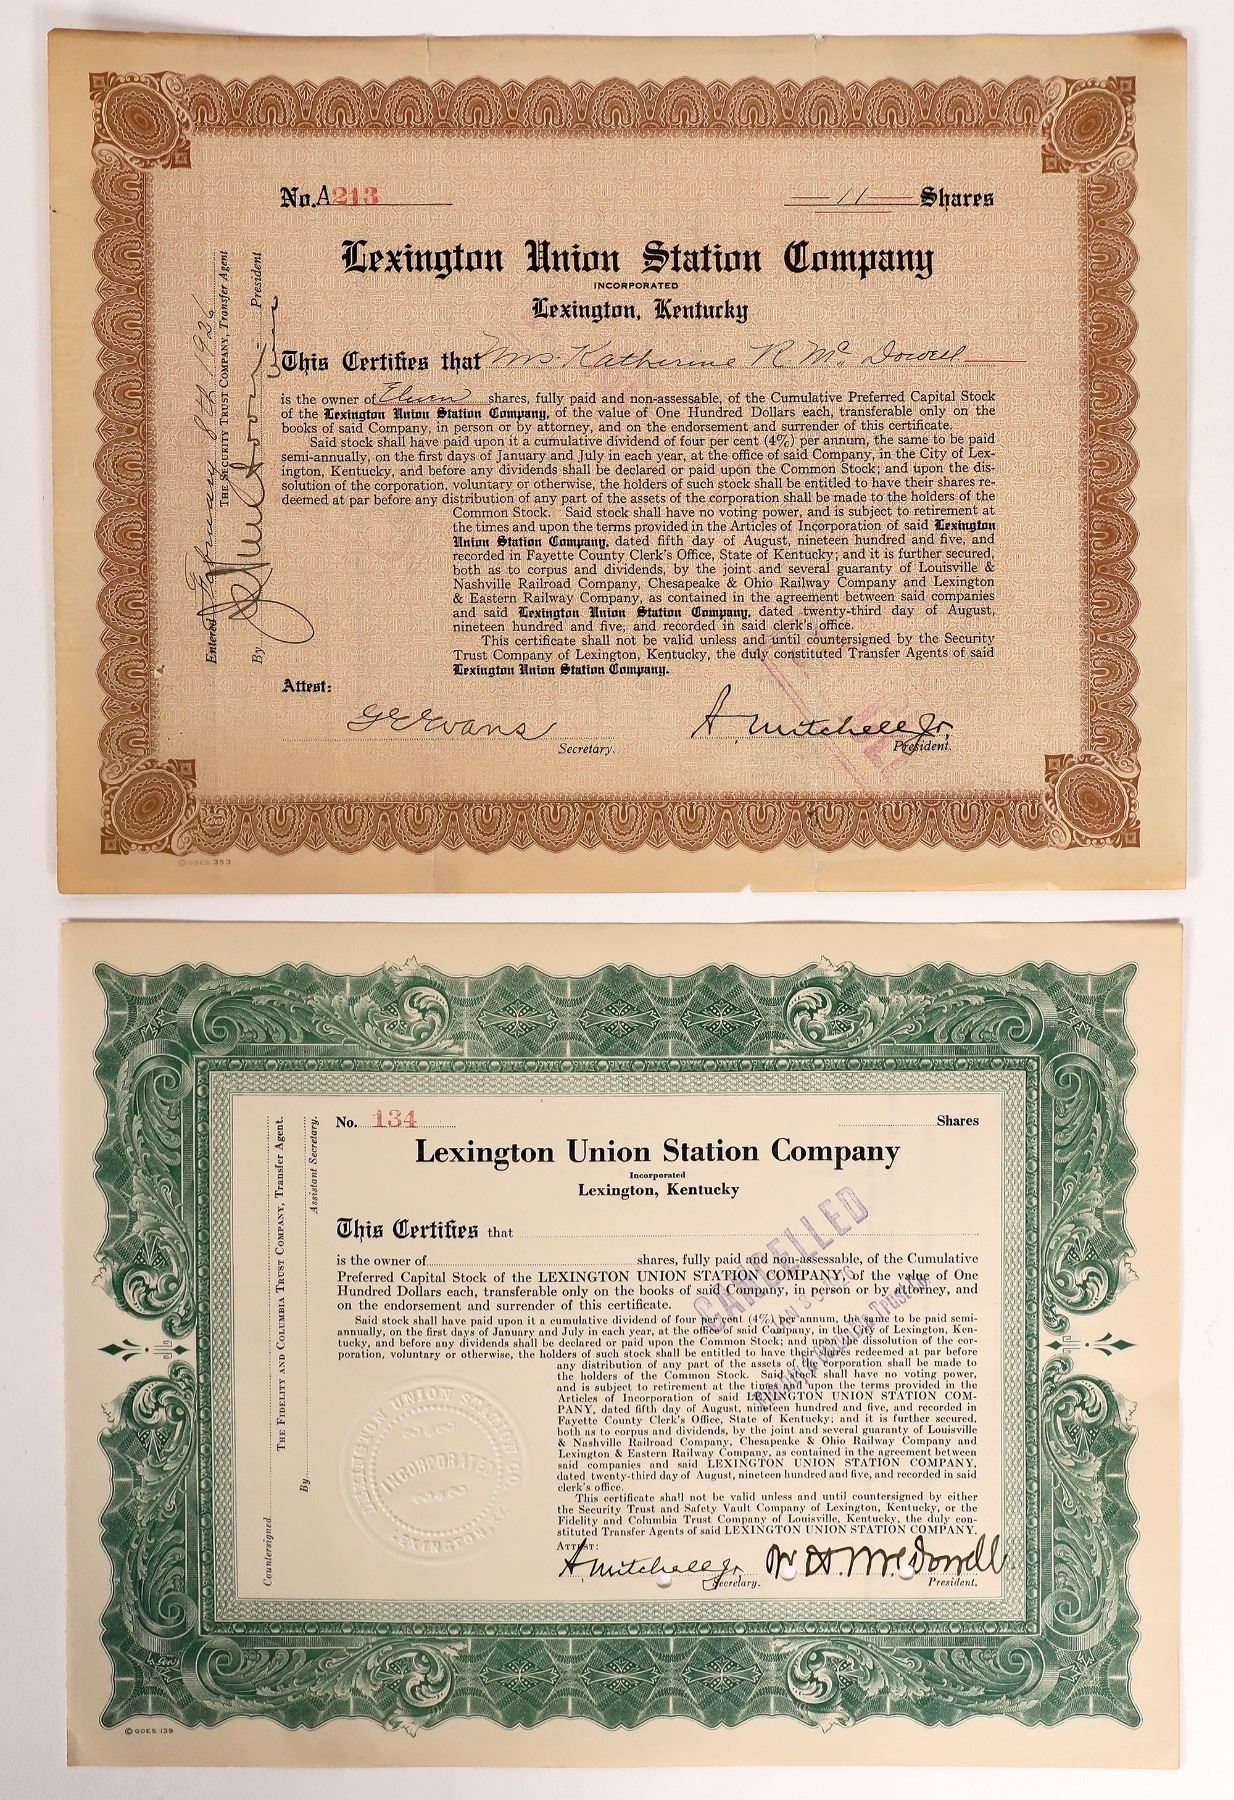 No. A213 11 Shares
Lexington Union Station Company
INCORPORATED
Lexington, Kentucky
This Certifies that Mrs. Katherine R. McDowell
is the owner of Eleven shares, fully paid and non-assessable, of the Cumulative Preferred Capital Stock
of the Lexington Union Station Company, of the value of One Hundred Dollars each, transferable only on the
books of said Company, in person or by attorney, and on the endorsement and surrender of this certificate.
Said stock shall have paid upon it a cumulative dividend of four per cent (4%) per annum, the same to be paid
semi-annually, on the first days of January and July in each year, at the office of said Company, in the City of Lex-
ington, Kentucky, and before any dividends shall be declared or paid upon the Common Stock; and upon the dis-
solution of the corporation, voluntary or otherwise, the holders of such stock shall be entitled to have their shares re-
deemed at par before any distribution of any part of the assets of the corporation shall be made to the holders of the
Common Stock. Said stock shall have no voting power, and is subject to retirement at
the times and upon the terms provided in the Articles of Incorporation of said Lexington
Union Station Company, dated fifth day of August, nineteen hundred and five, and
recorded in Fayette County Clerk's Office, State of Kentucky; and it is further secured,
both as to corpus and dividends, by the joint and several guaranty of Louisville &
Nashville Railroad Company, Chesapeake & Ohio Railway Company and Lexington
& Eastern Railway Company, as contained in the agreement between said companies
and said Lexington Union Station Company, dated twenty-third day of August,
nineteen hundred and five, and recorded in said clerk's office.
This certificate shall not be valid unless and until countersigned by the Security
Trust Company of Lexington, Kentucky, the duly constituted Transfer Agents of said
Lexington Union Station Company.
Attest:
G E Evans A. Mitchell Jr.
Secretary. President.
Entered February 8th 1926
THE SECURITY TRUST COMPANY, Transfer Agent
By President
© GOES 353
No. 134 Shares
Lexington Union Station Company
Incorporated
Lexington, Kentucky
This Certifies that
is the owner of shares, fully paid and non-assessable, of the Cumulative
Preferred Capital Stock of the LEXINGTON UNION STATION COMPANY, of the value of One
Hundred Dollars each, transferable only on the books of said Company, in person or by attorney, and
on the endorsement and surrender of this certificate.
Said stock shall have paid upon it a cumulative dividend of four per cent (4%) per annum, the same to be paid semi-
annually, on the first days of January and July in each year, at the office of said Company, in the City of Lexington, Ken-
tucky, and before any dividends shall be declared or paid upon the Common Stock; and upon the dissolution of the cor-
poration, voluntary or otherwise, the holders of such stock shall be entitled to have their shares redeemed at par before
any distribution of any part of the assets of the corporation shall be made to
the holders of the Common Stock. Said stock shall have no voting power,
and is subject to retirement at the times and upon the terms provided in the
Articles of Incorporation of said LEXINGTON UNION STATION COM-
PANY, dated fifth day of August, nineteen hundred and five, and recorded in
Fayette County Clerk's Office, State of Kentucky; and it is further secured,
both as to corpus and dividends, by the joint and several guaranty of Louisville
& Nashville Railroad Company, Chesapeake & Ohio Railway Company and
Lexington & Eastern Railway Company, as contained in the agreement between
said companies and said LEXINGTON UNION STATION COMPANY,
dated twenty-third day of August, nineteen hundred and five, and recorded in said
clerk's office.
This certificate shall not be valid unless and until countersigned by either
the Security Trust and Safety Vault Company of Lexington, Kentucky, or the
Fidelity and Columbia Trust Company of Louisville, Kentucky, the duly con-
stituted Transfer Agents of said LEXINGTON UNION STATION COMPANY.
ATTEST:
A. Mitchell Jr. W. H. McDowell
Secretary. President.
CANCELLED
LEXINGTON UNION STATION CO
INCORPORATED
LEXINGTON, KY.
Countersigned
THE FIDELITY AND COLUMBIA TRUST COMPANY, Transfer Agent.
By Assistant Secretary.
© GOES 139